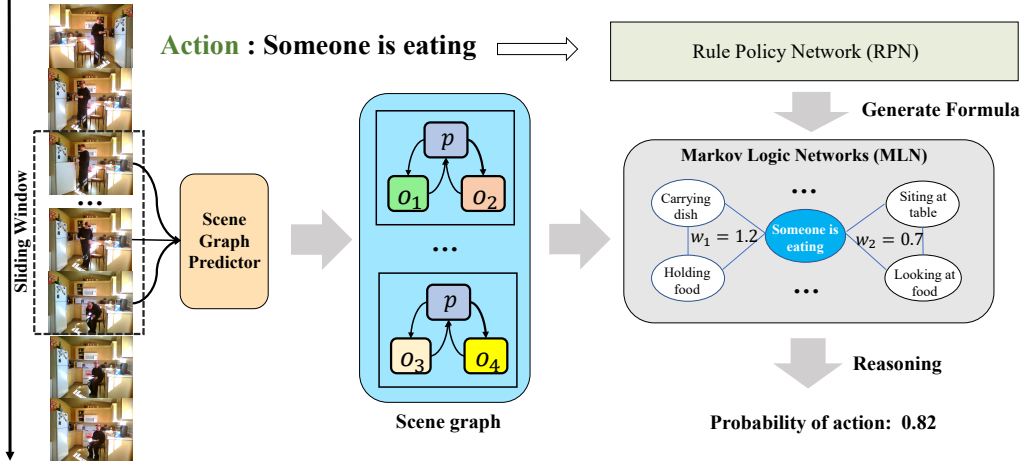 Action : Someone is eating
Rule Policy Network (RPN)
Generate Formula
Sliding Window
...
Scene
Graph
Predictor
p
o₁ o₂
...
p
o₃ o₄
Scene graph
Markov Logic Networks (MLN)
...
Carrying
dish
Siting at
table
w₁ = 1.2
Someone is
eating
w₂ = 0.7
Holding
food
Looking at
food
...
Reasoning
Probability of action: 0.82